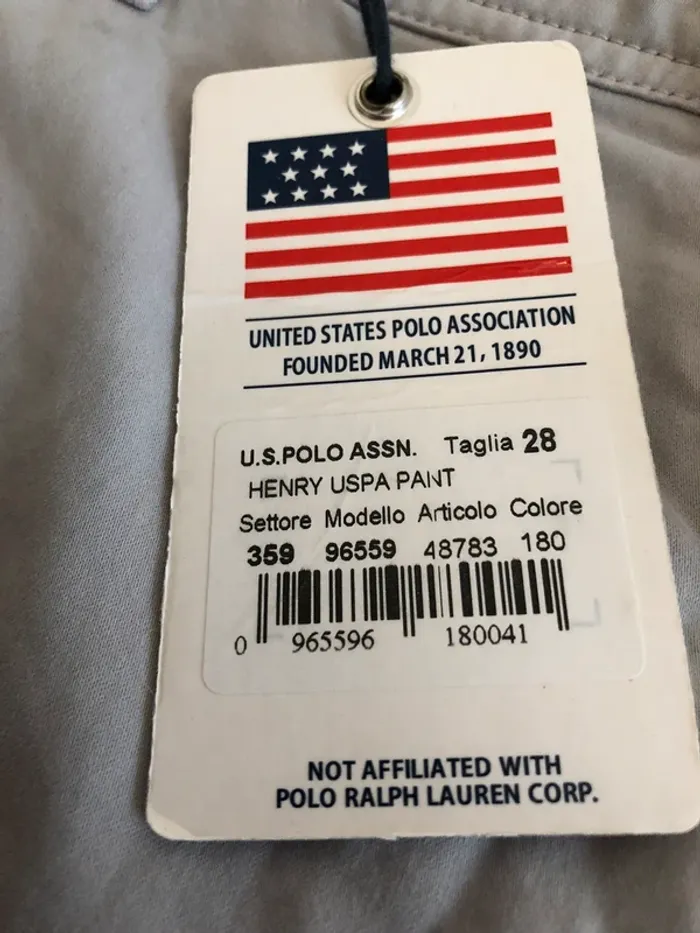 UNITED STATES POLO ASSOCIATION
FOUNDED MARCH 21, 1890
U.S.POLO ASSN. Taglia 28
HENRY USPA PANT
Settore Modello Articolo Colore
359 96559 48783 180
0 965596 180041
NOT AFFILIATED WITH
POLO RALPH LAUREN CORP.